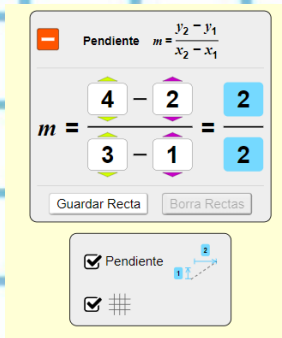 Pendiente m = y₂ − y₁ / x₂ − x₁
m = 4 − 2 / 3 − 1 = 2 / 2
Guardar Recta Borra Rectas
Pendiente 1 2